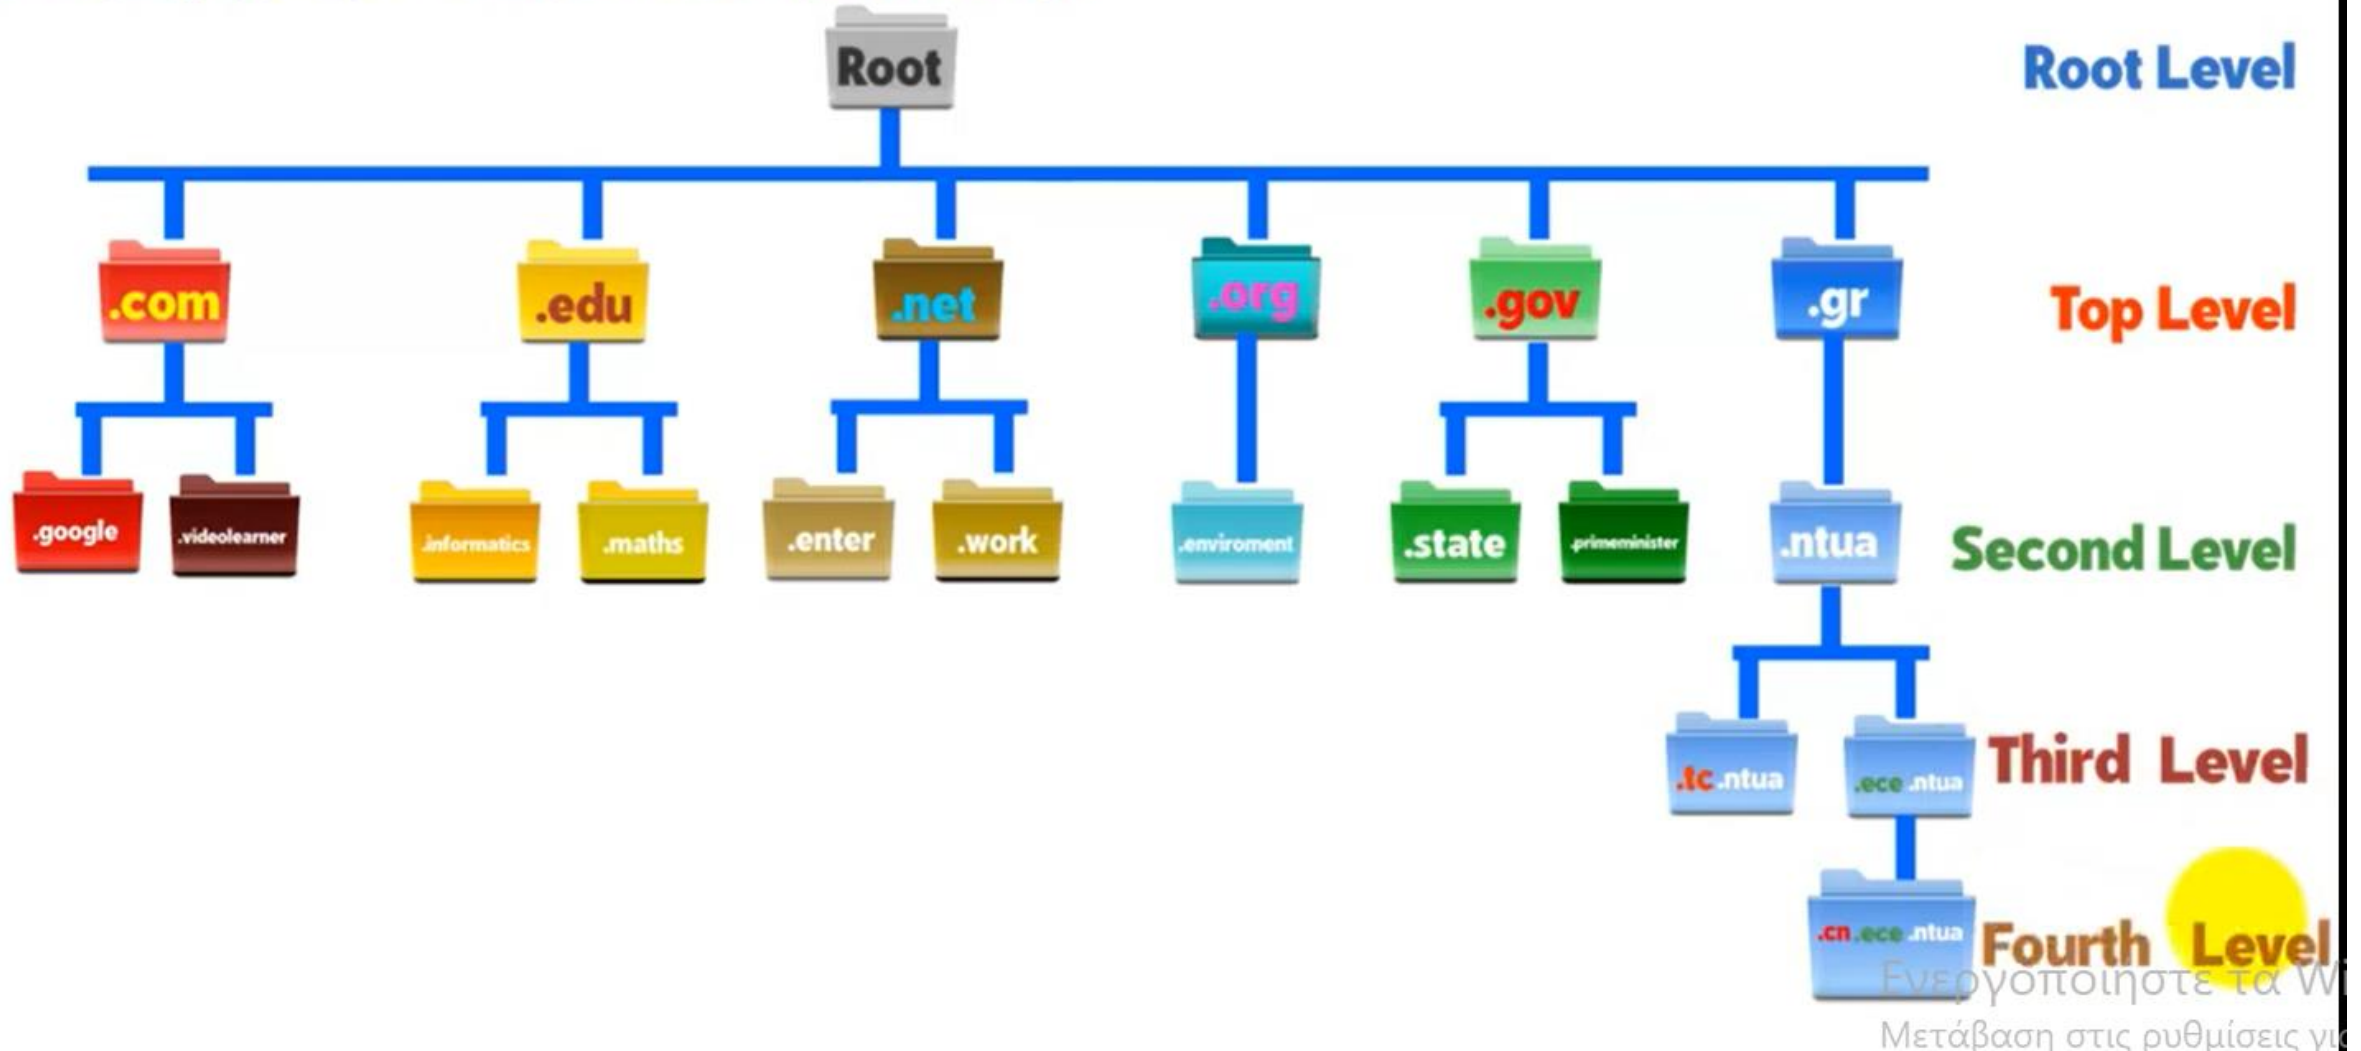 Root
Root Level
.com
.edu
.net
.org
.gov
.gr
Top Level
.google
.videolearner
.informatics
.maths
.enter
.work
.enviroment
.state
.primeminister
.ntua
Second Level
.tc.ntua
.ece.ntua
Third Level
.cn.ece.ntua
Fourth Level
Ενεργοποιήστε τα Wi
Μετάβαση στις ρυθμίσεις για